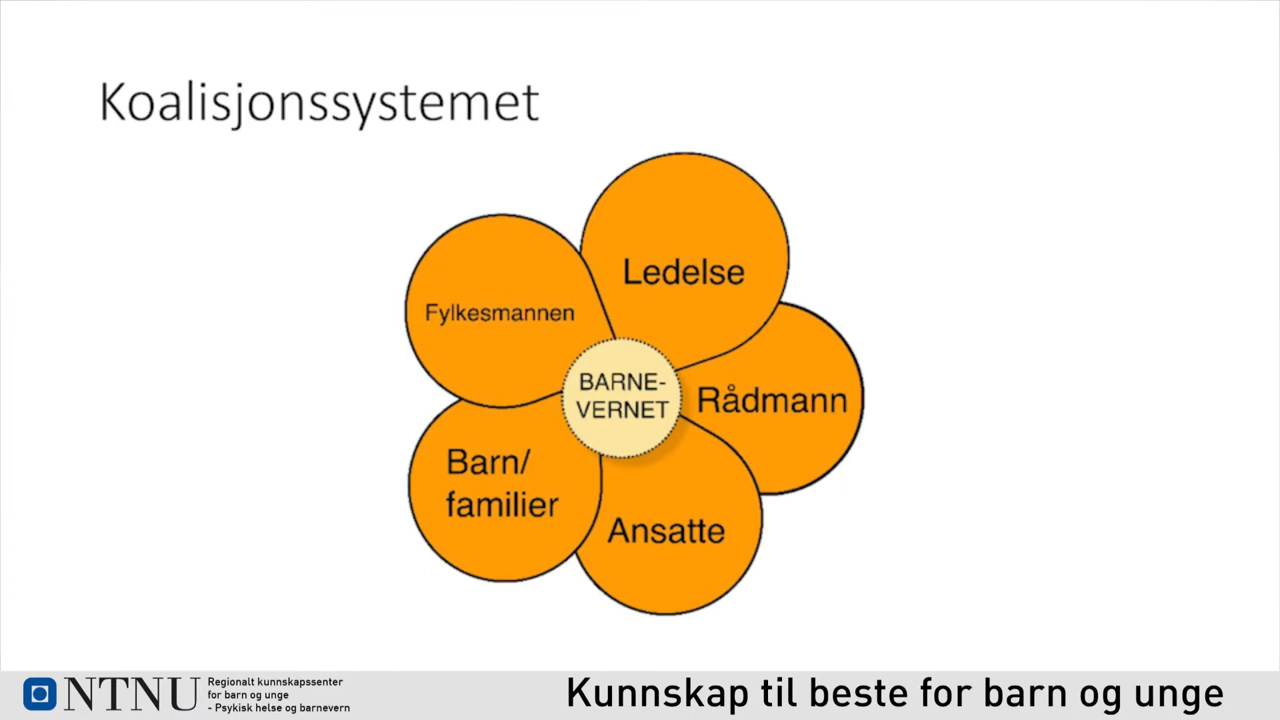 Koalisjonssystemet
Ledelse
Fylkesmannen
BARNE-
VERNET
Rådmann
Barn/
familier
Ansatte
NTNU
Regionalt kunnskapssenter
for barn og unge
- Psykisk helse og barnevern
Kunnskap til beste for barn og unge